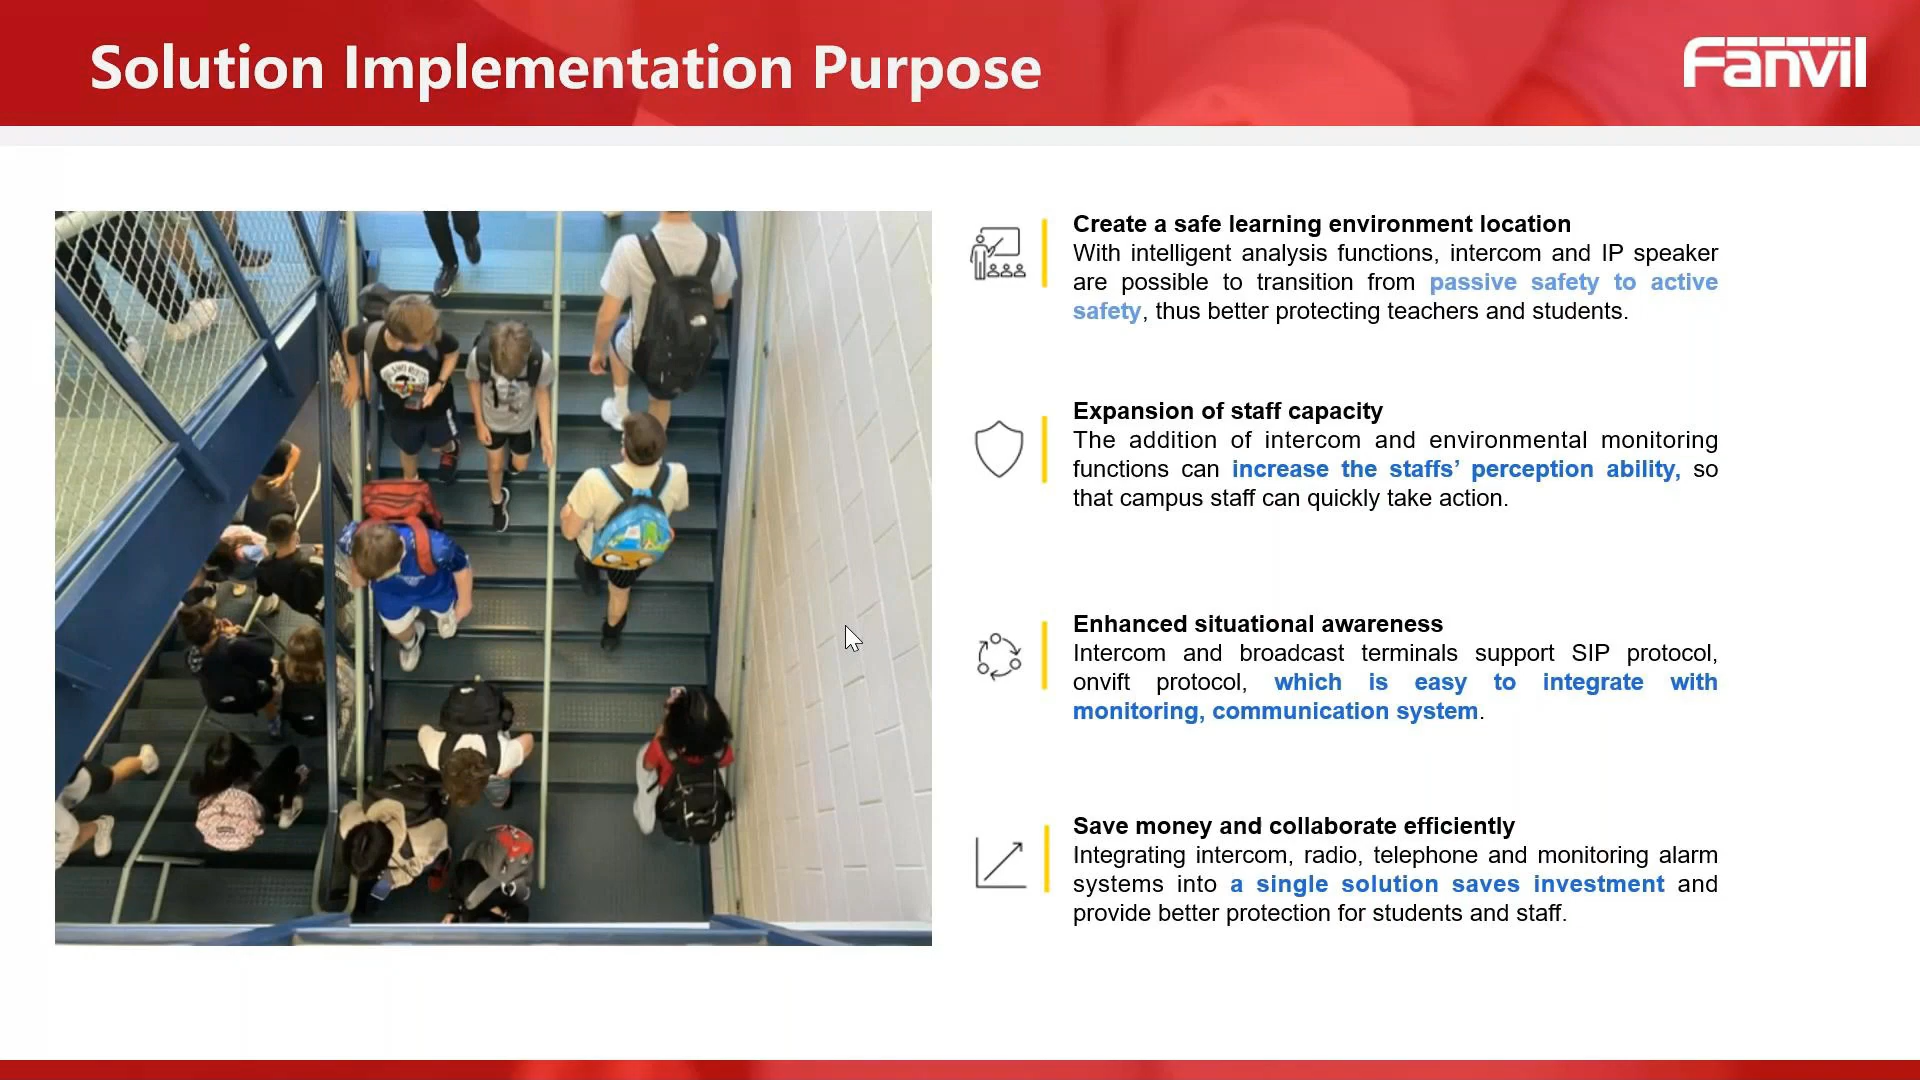 Solution Implementation Purpose
Fanvil
Create a safe learning environment location
With intelligent analysis functions, intercom and IP speaker
are possible to transition from passive safety to active
safety, thus better protecting teachers and students.
Expansion of staff capacity
The addition of intercom and environmental monitoring
functions can increase the staffs’ perception ability, so
that campus staff can quickly take action.
Enhanced situational awareness
Intercom and broadcast terminals support SIP protocol,
onvift protocol, which is easy to integrate with
monitoring, communication system.
Save money and collaborate efficiently
Integrating intercom, radio, telephone and monitoring alarm
systems into a single solution saves investment and
provide better protection for students and staff.